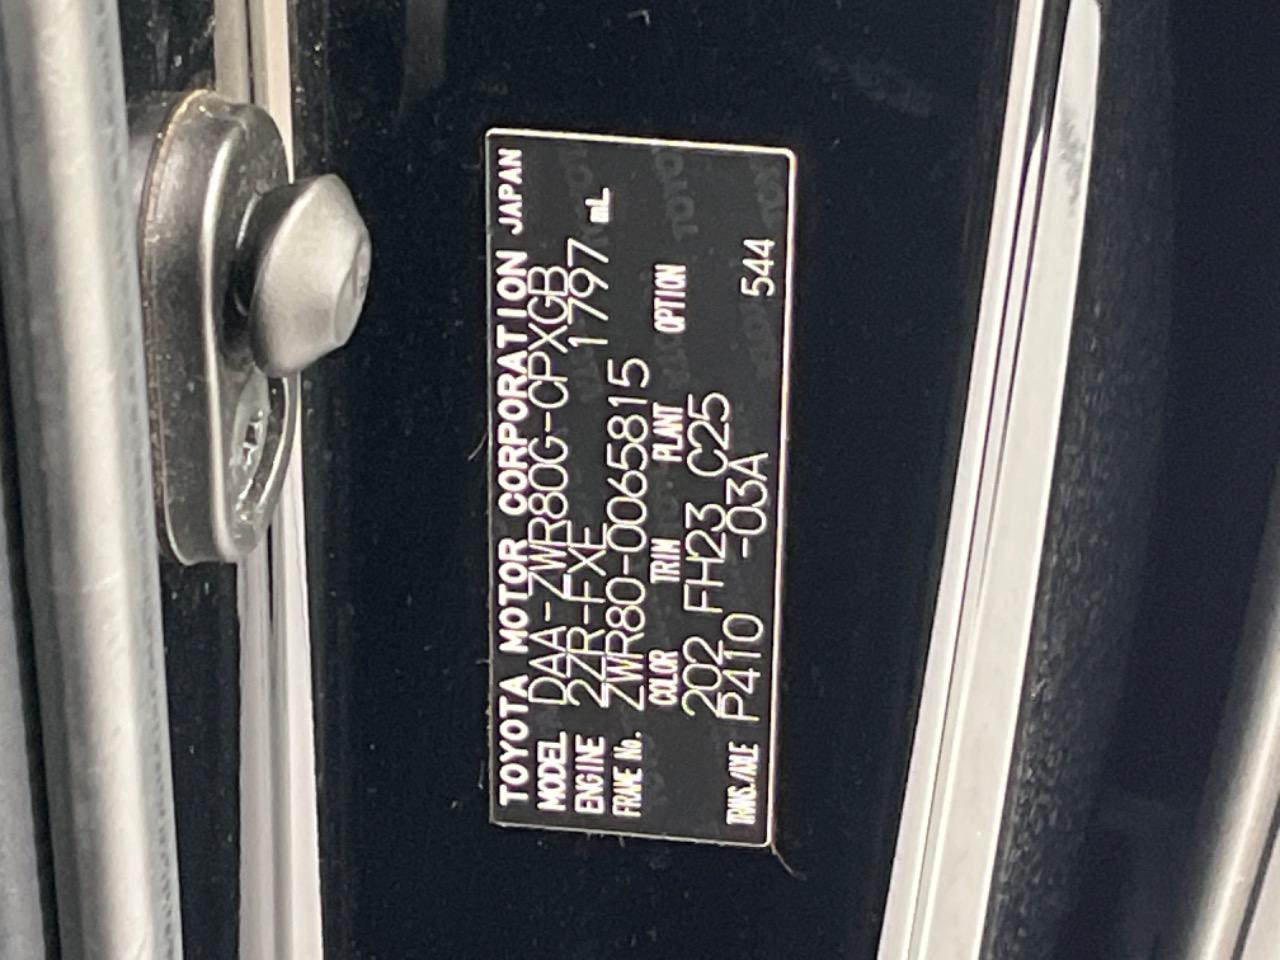 TOYOTA MOTOR CORPORATION JAPAN
MODEL DAA-ZWR80G-CPXGB
ENGINE 2ZR-FXE 1797 mL
FRAME No. ZWR80-0065815
COLOR TRIM PLANT OPTION
202 FH23 C25
TRANS./AXLE P410 -03A 544